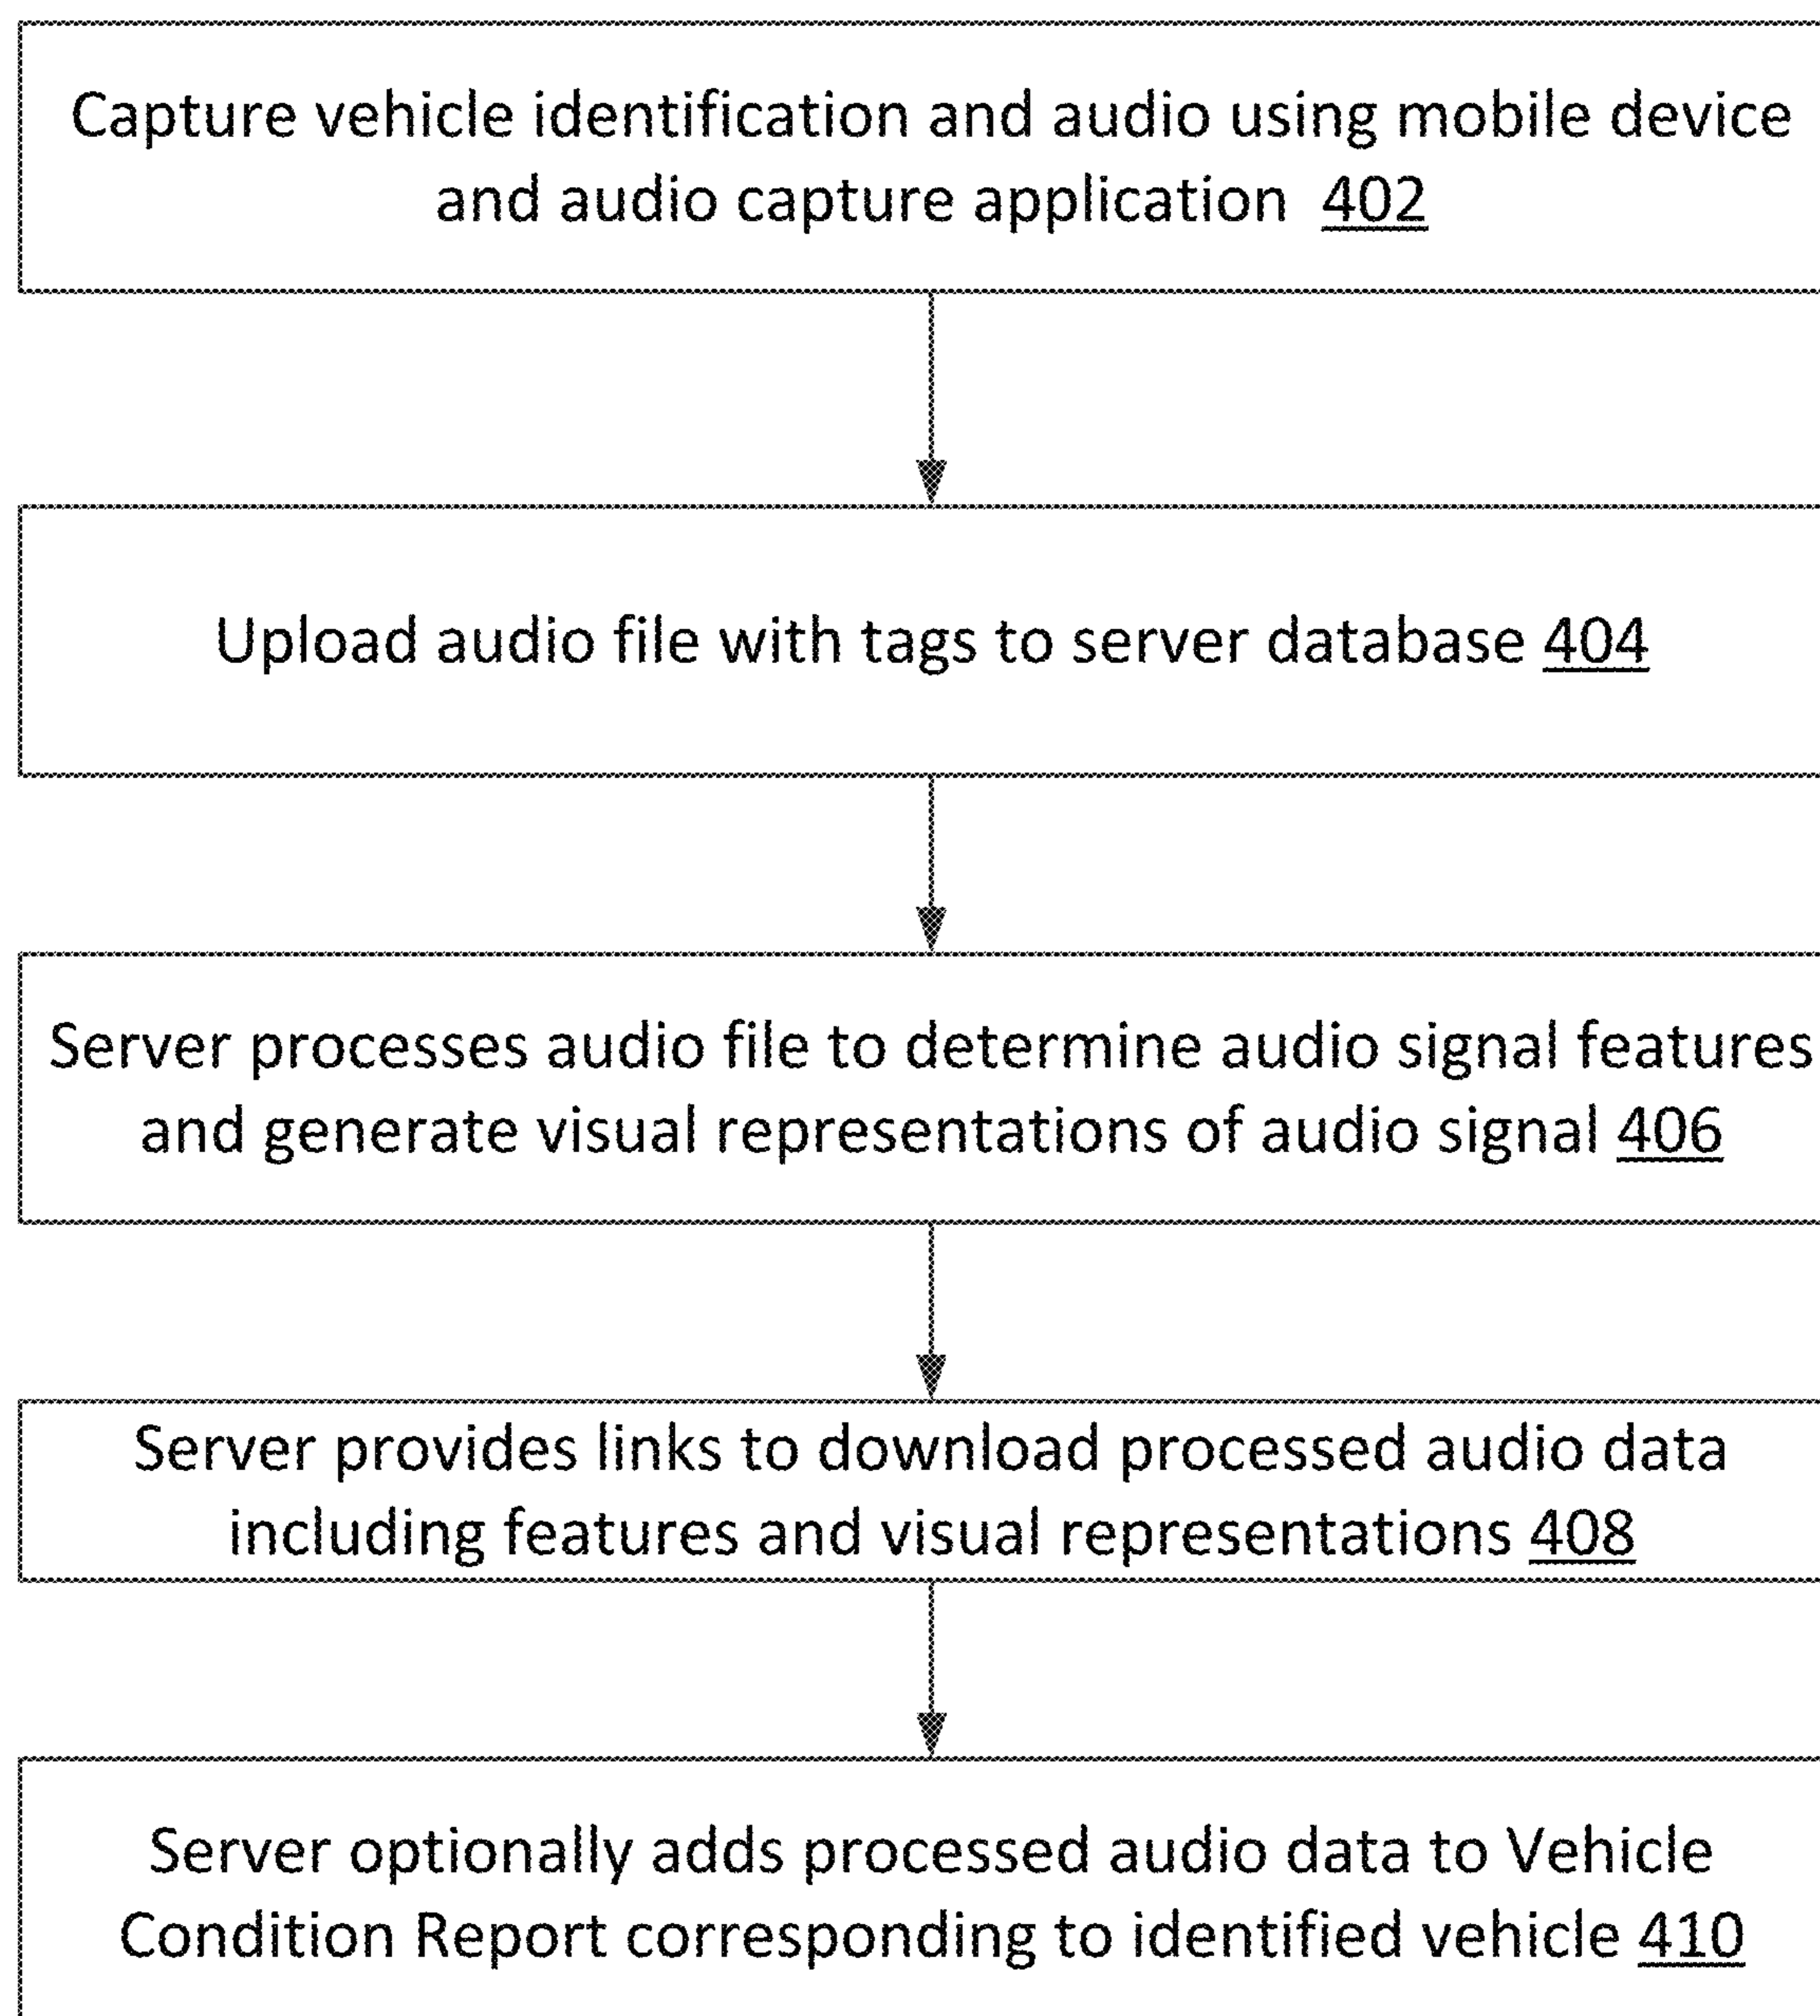 Capture vehicle identification and audio using mobile device
and audio capture application 402
Upload audio file with tags to server database 404
Server processes audio file to determine audio signal features
and generate visual representations of audio signal 406
Server provides links to download processed audio data
including features and visual representations 408
Server optionally adds processed audio data to Vehicle
Condition Report corresponding to identified vehicle 410